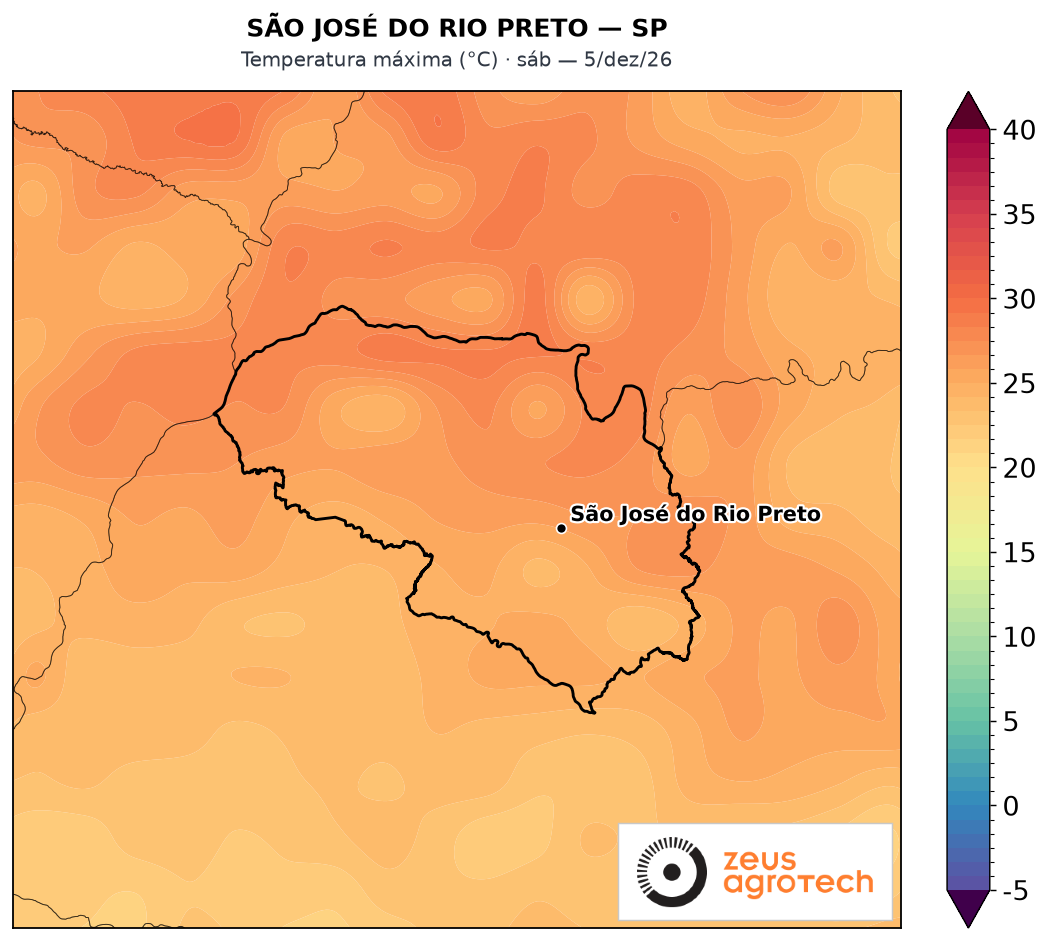 SÃO JOSÉ DO RIO PRETO — SP
Temperatura máxima (°C) · sáb — 5/dez/26
40
35
30
25
20
15
10
5
0
-5
São José do Rio Preto
zeus
agrotech